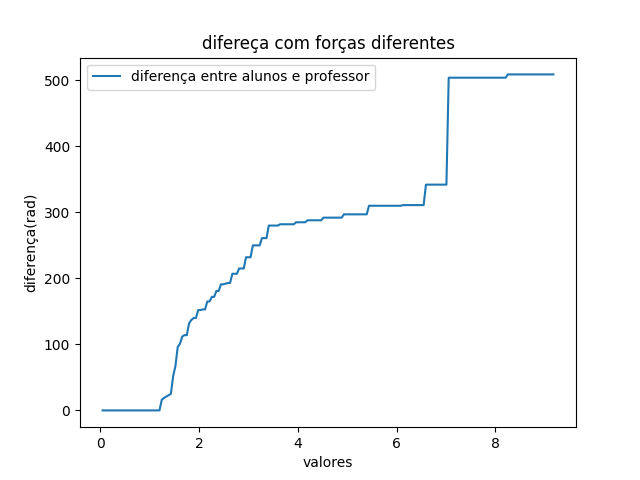 difereça com forças diferentes
diferença entre alunos e professor
500
400
300
200
100
0
diferença(rad)
0 2 4 6 8
valores